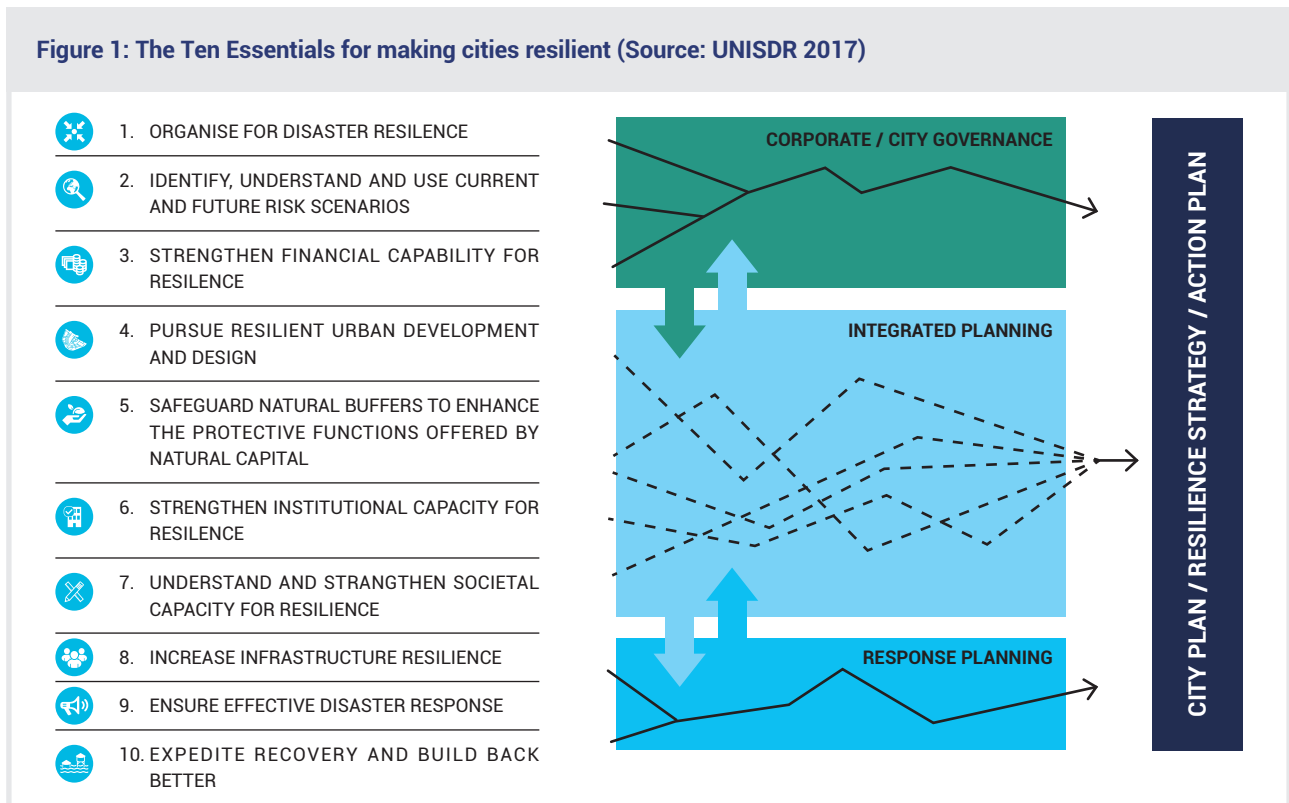 Figure 1: The Ten Essentials for making cities resilient (Source: UNISDR 2017)
1. ORGANISE FOR DISASTER RESILENCE
2. IDENTIFY, UNDERSTAND AND USE CURRENT
AND FUTURE RISK SCENARIOS
3. STRENGTHEN FINANCIAL CAPABILITY FOR
RESILENCE
4. PURSUE RESILIENT URBAN DEVELOPMENT
AND DESIGN
5. SAFEGUARD NATURAL BUFFERS TO ENHANCE
THE PROTECTIVE FUNCTIONS OFFERED BY
NATURAL CAPITAL
6. STRENGTHEN INSTITUTIONAL CAPACITY FOR
RESILENCE
7. UNDERSTAND AND STRANGTHEN SOCIETAL
CAPACITY FOR RESILIENCE
8. INCREASE INFRASTRUCTURE RESILIENCE
9. ENSURE EFFECTIVE DISASTER RESPONSE
10. EXPEDITE RECOVERY AND BUILD BACK
BETTER
CORPORATE / CITY GOVERNANCE
INTEGRATED PLANNING
RESPONSE PLANNING
CITY PLAN / RESILIENCE STRATEGY / ACTION PLAN